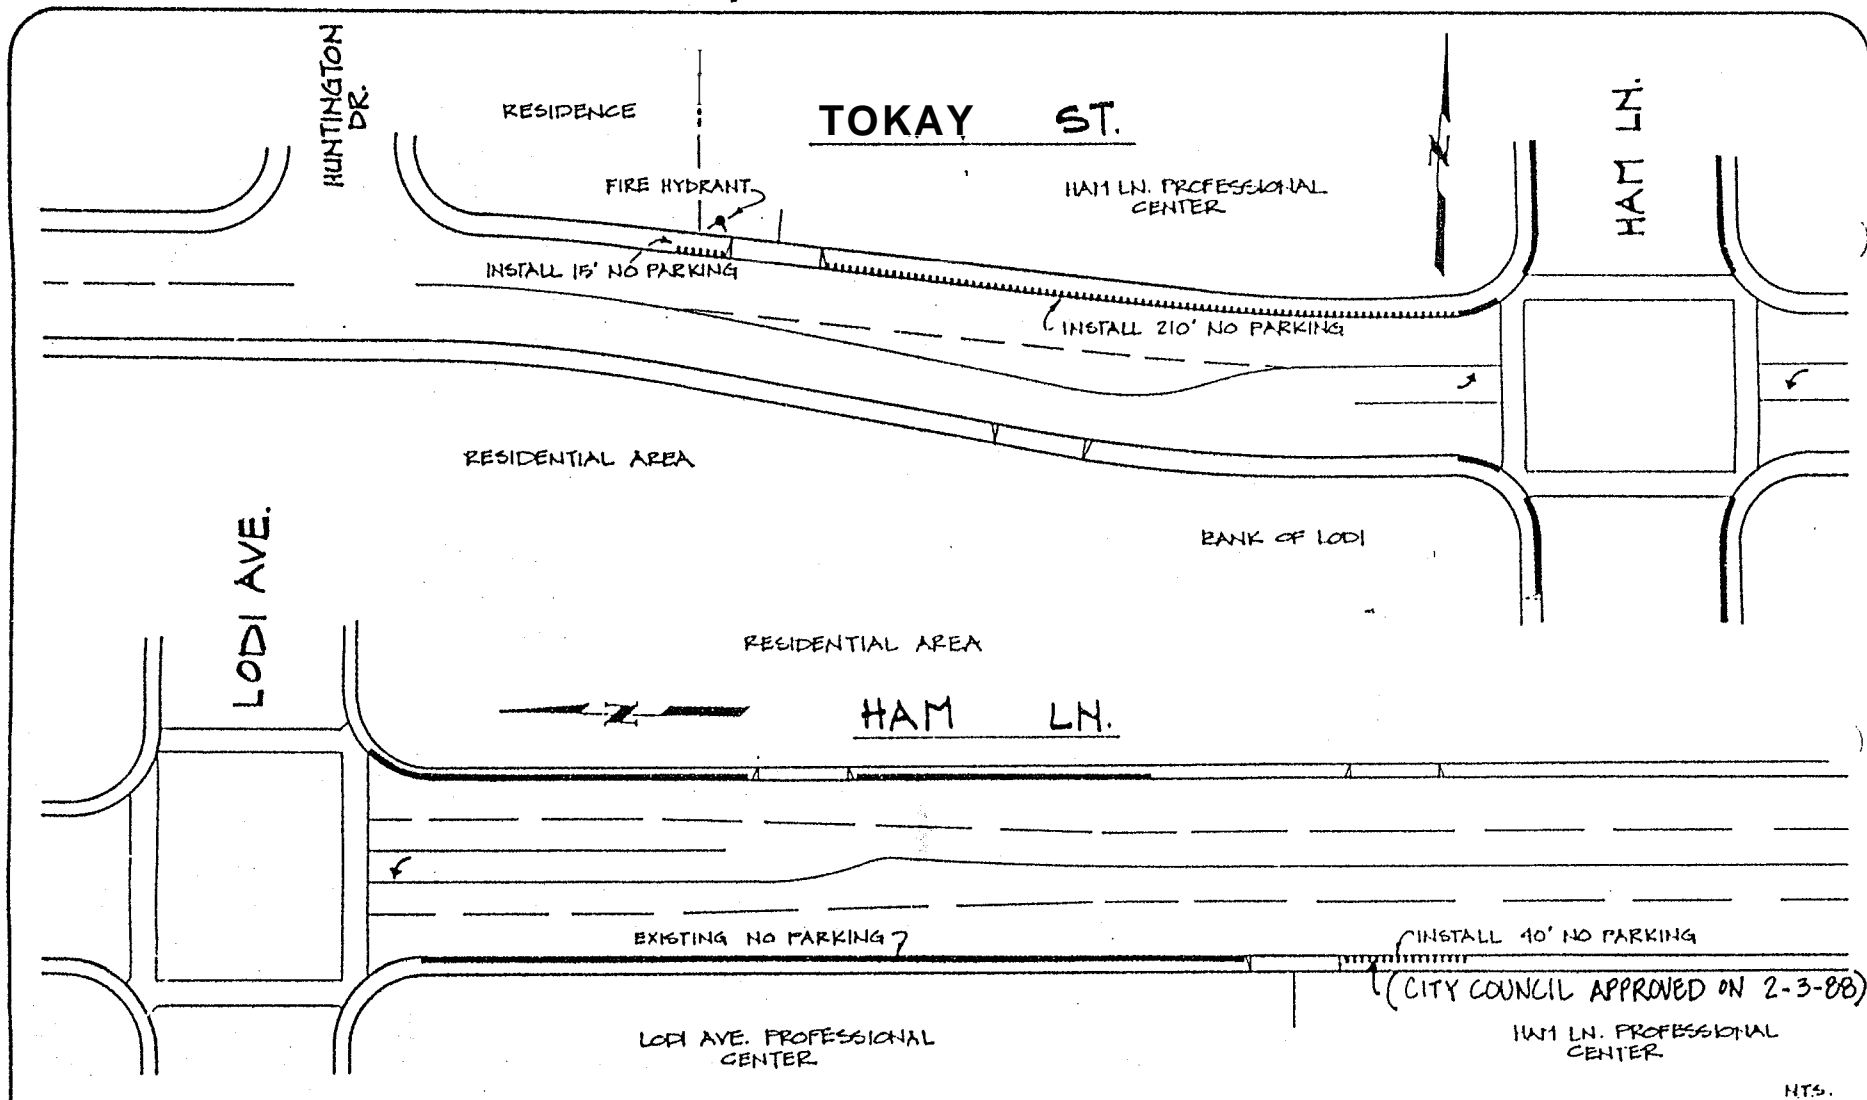 HUNTINGTON
DR.
RESIDENCE
TOKAY ST.
N
HAM LN.
FIRE HYDRANT
HAM LN. PROFESSIONAL
CENTER
INSTALL 15' NO PARKING
INSTALL 210' NO PARKING
RESIDENTIAL AREA
BANK OF LODI
LODI AVE.
RESIDENTIAL AREA
N
HAM LN.
EXISTING NO PARKING
INSTALL 40' NO PARKING
(CITY COUNCIL APPROVED ON 2-3-88)
LODI AVE. PROFESSIONAL
CENTER
HAM LN. PROFESSIONAL
CENTER
N.T.S.